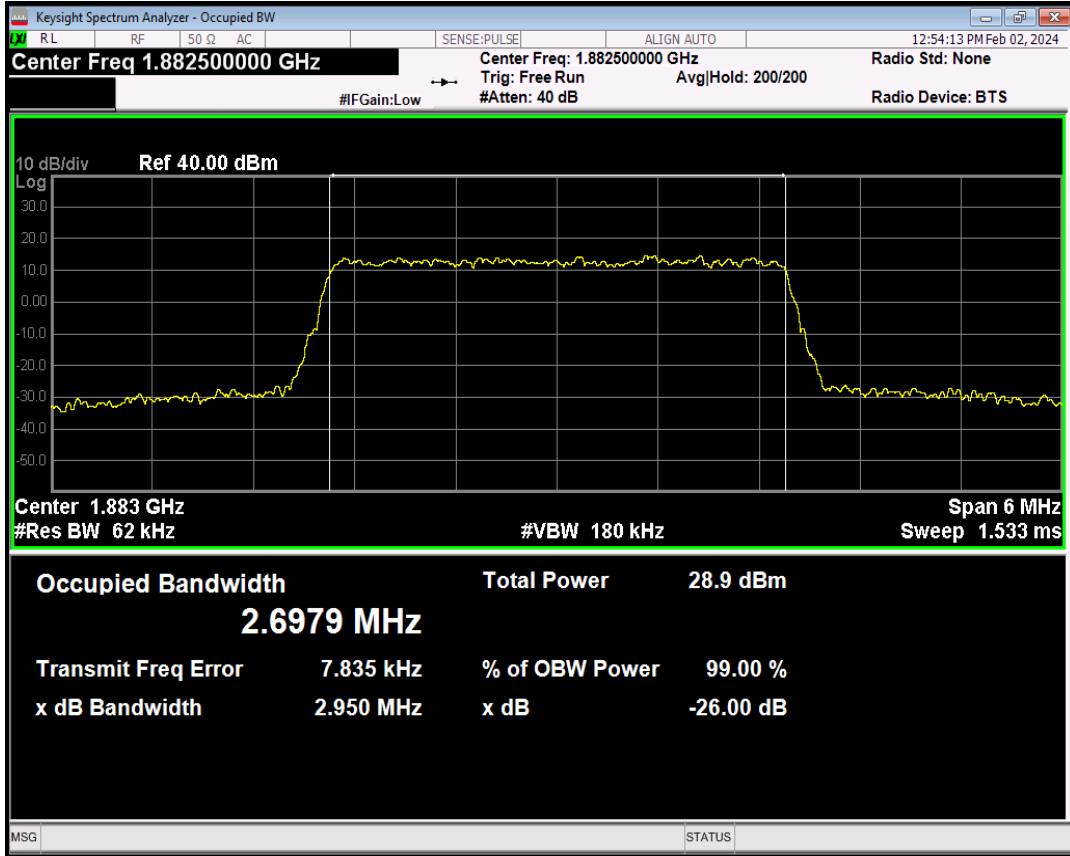 Keysight Spectrum Analyzer - Occupied BW
LXI RL RF 50 Ω AC SENSE:PULSE ALIGN AUTO 12:54:13 PM Feb 02, 2024
Center Freq 1.882500000 GHz
Center Freq: 1.882500000 GHz Radio Std: None
Trig: Free Run Avg|Hold: 200/200
#IFGain:Low #Atten: 40 dB Radio Device: BTS
10 dB/div Ref 40.00 dBm
Log
30.0
20.0
10.0
0.00
-10.0
-20.0
-30.0
-40.0
-50.0
Center 1.883 GHz Span 6 MHz
#Res BW 62 kHz #VBW 180 kHz Sweep 1.533 ms
Occupied Bandwidth Total Power 28.9 dBm
2.6979 MHz
Transmit Freq Error 7.835 kHz % of OBW Power 99.00 %
x dB Bandwidth 2.950 MHz x dB -26.00 dB
MSG STATUS